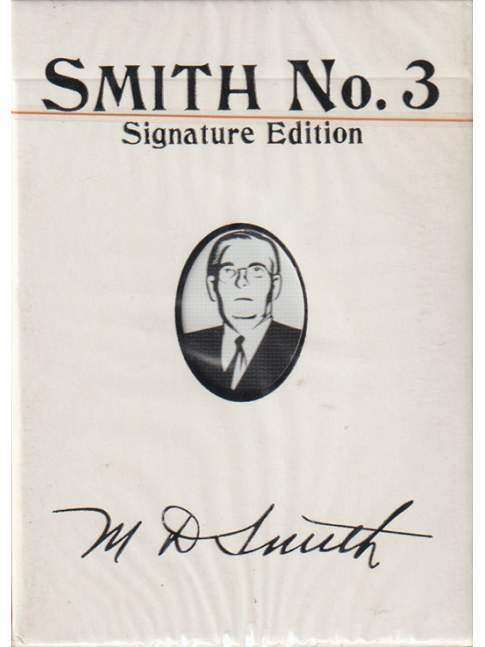 SMITH No. 3
Signature Edition
M D Smith